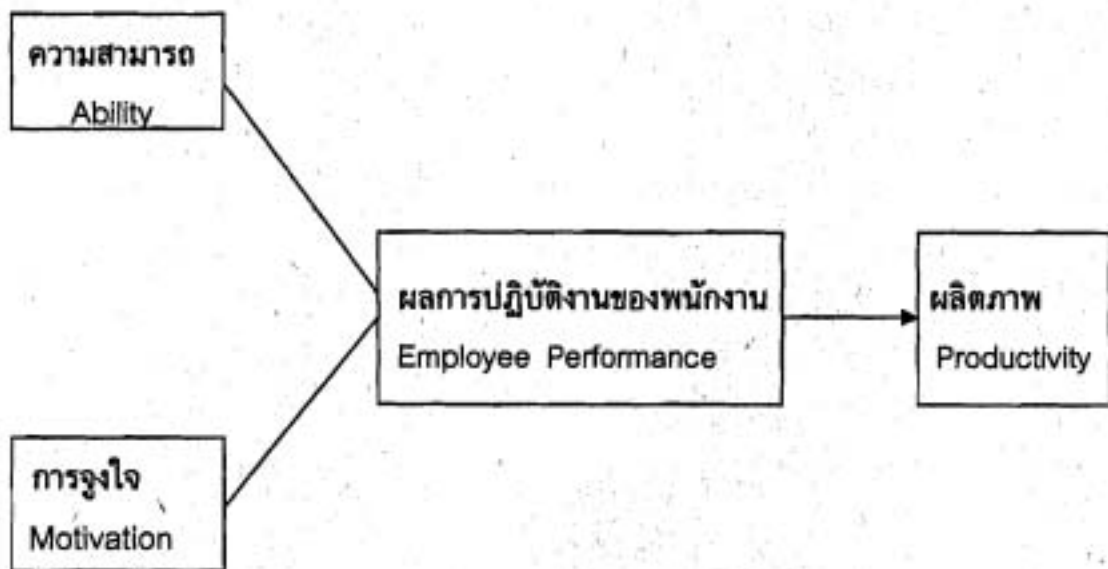 ความสามารถ
Ability
ผลการปฏิบัติงานของพนักงาน
Employee Performance
ผลิตภาพ
Productivity
การจูงใจ
Motivation